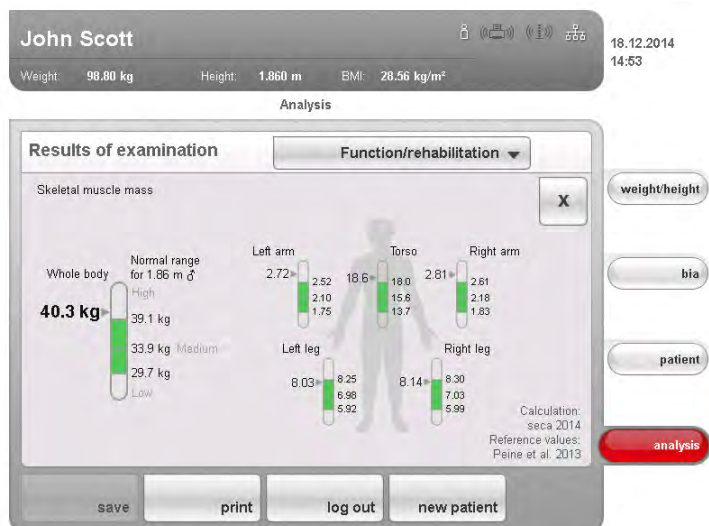 John Scott
18.12.2014
14:53
Weight: 98.80 kg Height: 1.860 m BMI: 28.56 kg/m²
Analysis
Results of examination
Function/rehabilitation
Skeletal muscle mass
X
weight/height
bia
patient
analysis
Whole body
Normal range
for 1.86 m ♂
High
40.3 kg
39.1 kg
33.9 kg Medium
29.7 kg
Low
Left arm
2.72
2.52
2.10
1.75
Torso
18.6
18.0
15.6
13.7
Right arm
2.81
2.61
2.18
1.83
Left leg
8.03
8.25
6.98
5.92
Right leg
8.14
8.30
7.03
5.99
Calculation:
seca 2014
Reference values:
Peine et al. 2013
save
print
log out
new patient